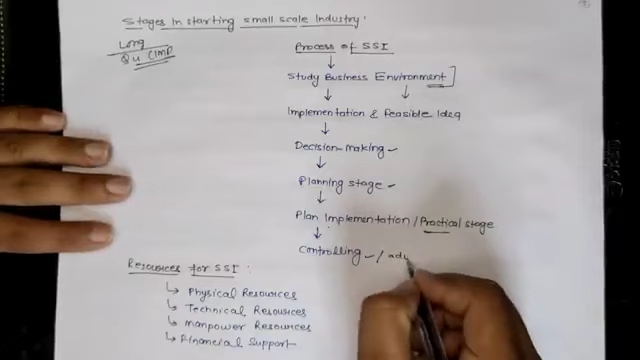 Stages in starting small scale Industry:
Long
Qu (IMP)
Process of SSI
Study Business Environment
Implementation & Feasible Idea
Decision-making
Planning stage
Plan Implementation / Practical stage
Controlling / adv
Resources for SSI:
Physical Resources
Technical Resources
Manpower Resources
Financial Support